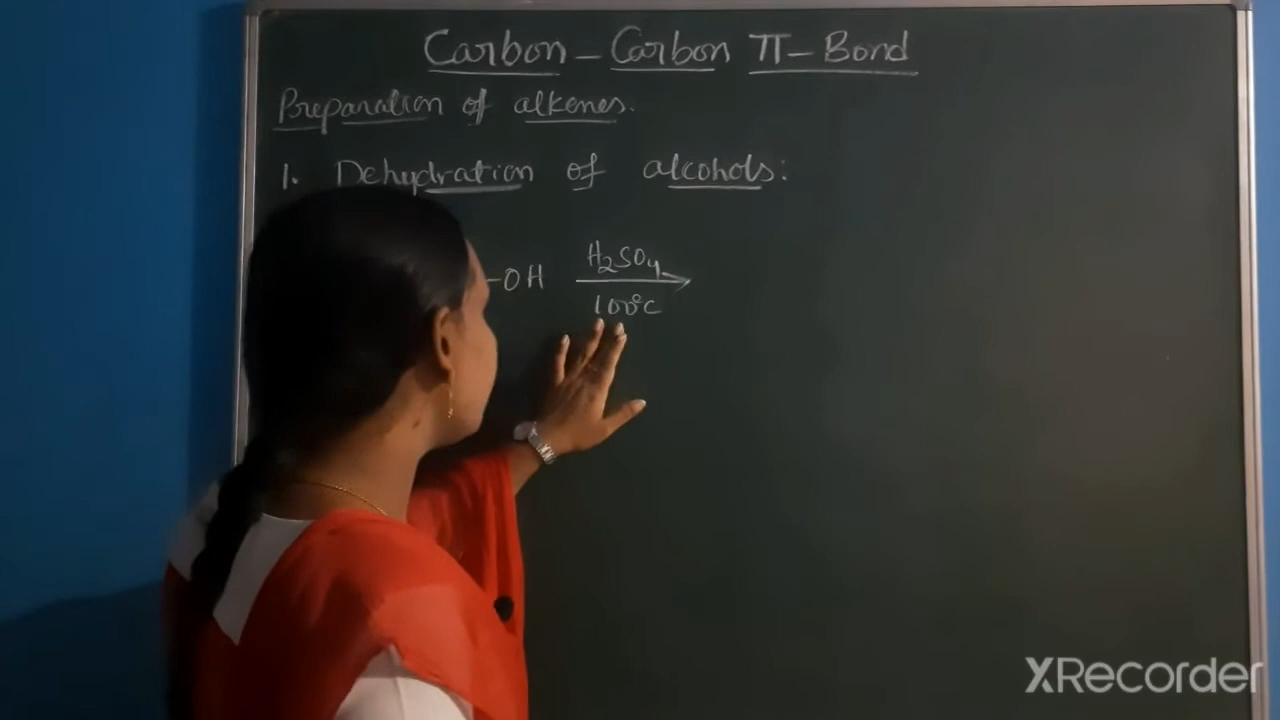 Carbon - Carbon π - Bond
Preparation of alkenes.
1. Dehydration of alcohols:
-OH H₂SO₄
100°C
XRecorder